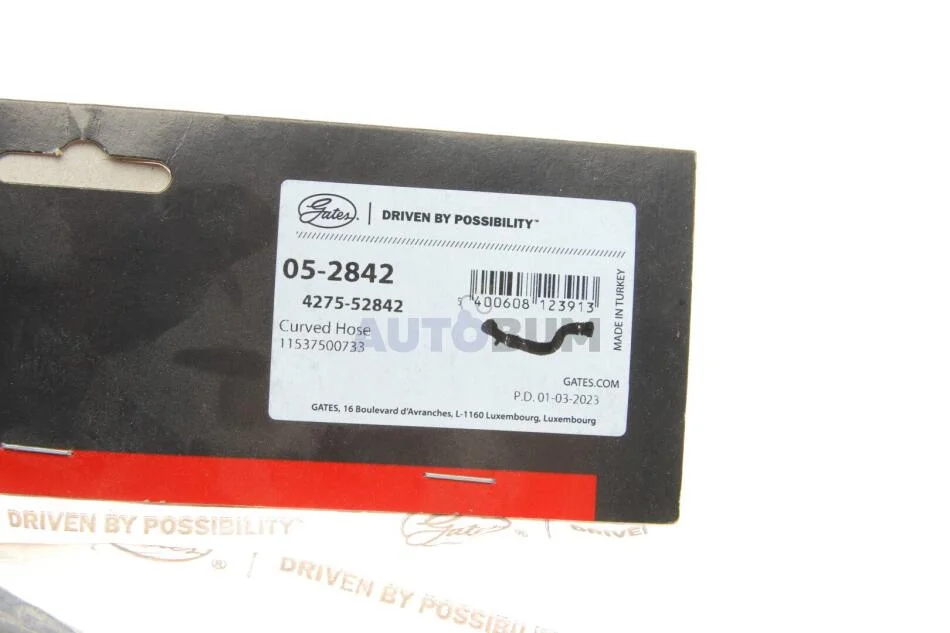 Gates. | DRIVEN BY POSSIBILITY™
05-2842
4275-52842
Curved Hose
11537500733
5 400608 123913
MADE IN TURKEY
AUTOBUM
GATES.COM
P.D. 01-03-2023
GATES, 16 Boulevard d'Avranches, L-1160 Luxembourg, Luxembourg
DRIVEN BY POSSIBILITY™
Gates ®
DRIVEN
® | DRIVEN BY POSSIBILITY